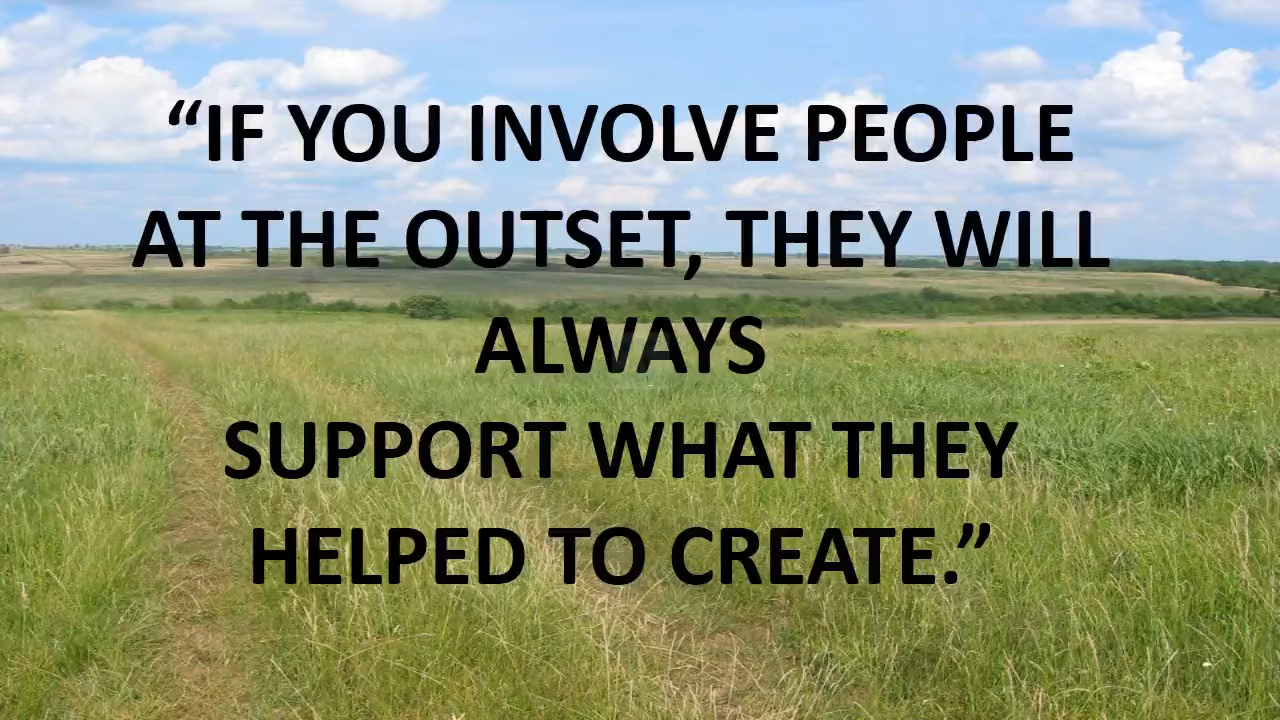 “IF YOU INVOLVE PEOPLE
AT THE OUTSET, THEY WILL
ALWAYS
SUPPORT WHAT THEY
HELPED TO CREATE.”